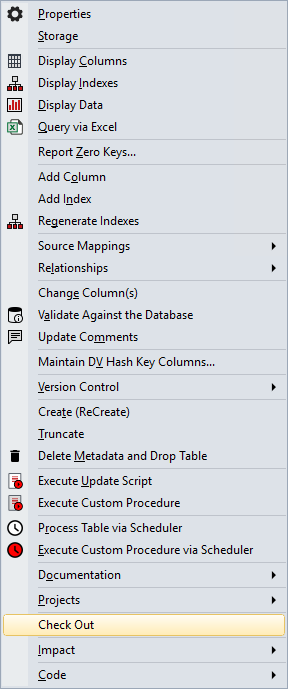 Properties
Storage
Display Columns
Display Indexes
Display Data
Query via Excel
Report Zero Keys...
Add Column
Add Index
Regenerate Indexes
Source Mappings
Relationships
Change Column(s)
Validate Against the Database
Update Comments
Maintain DV Hash Key Columns...
Version Control
Create (ReCreate)
Truncate
Delete Metadata and Drop Table
Execute Update Script
Execute Custom Procedure
Process Table via Scheduler
Execute Custom Procedure via Scheduler
Documentation
Projects
Check Out
Impact
Code